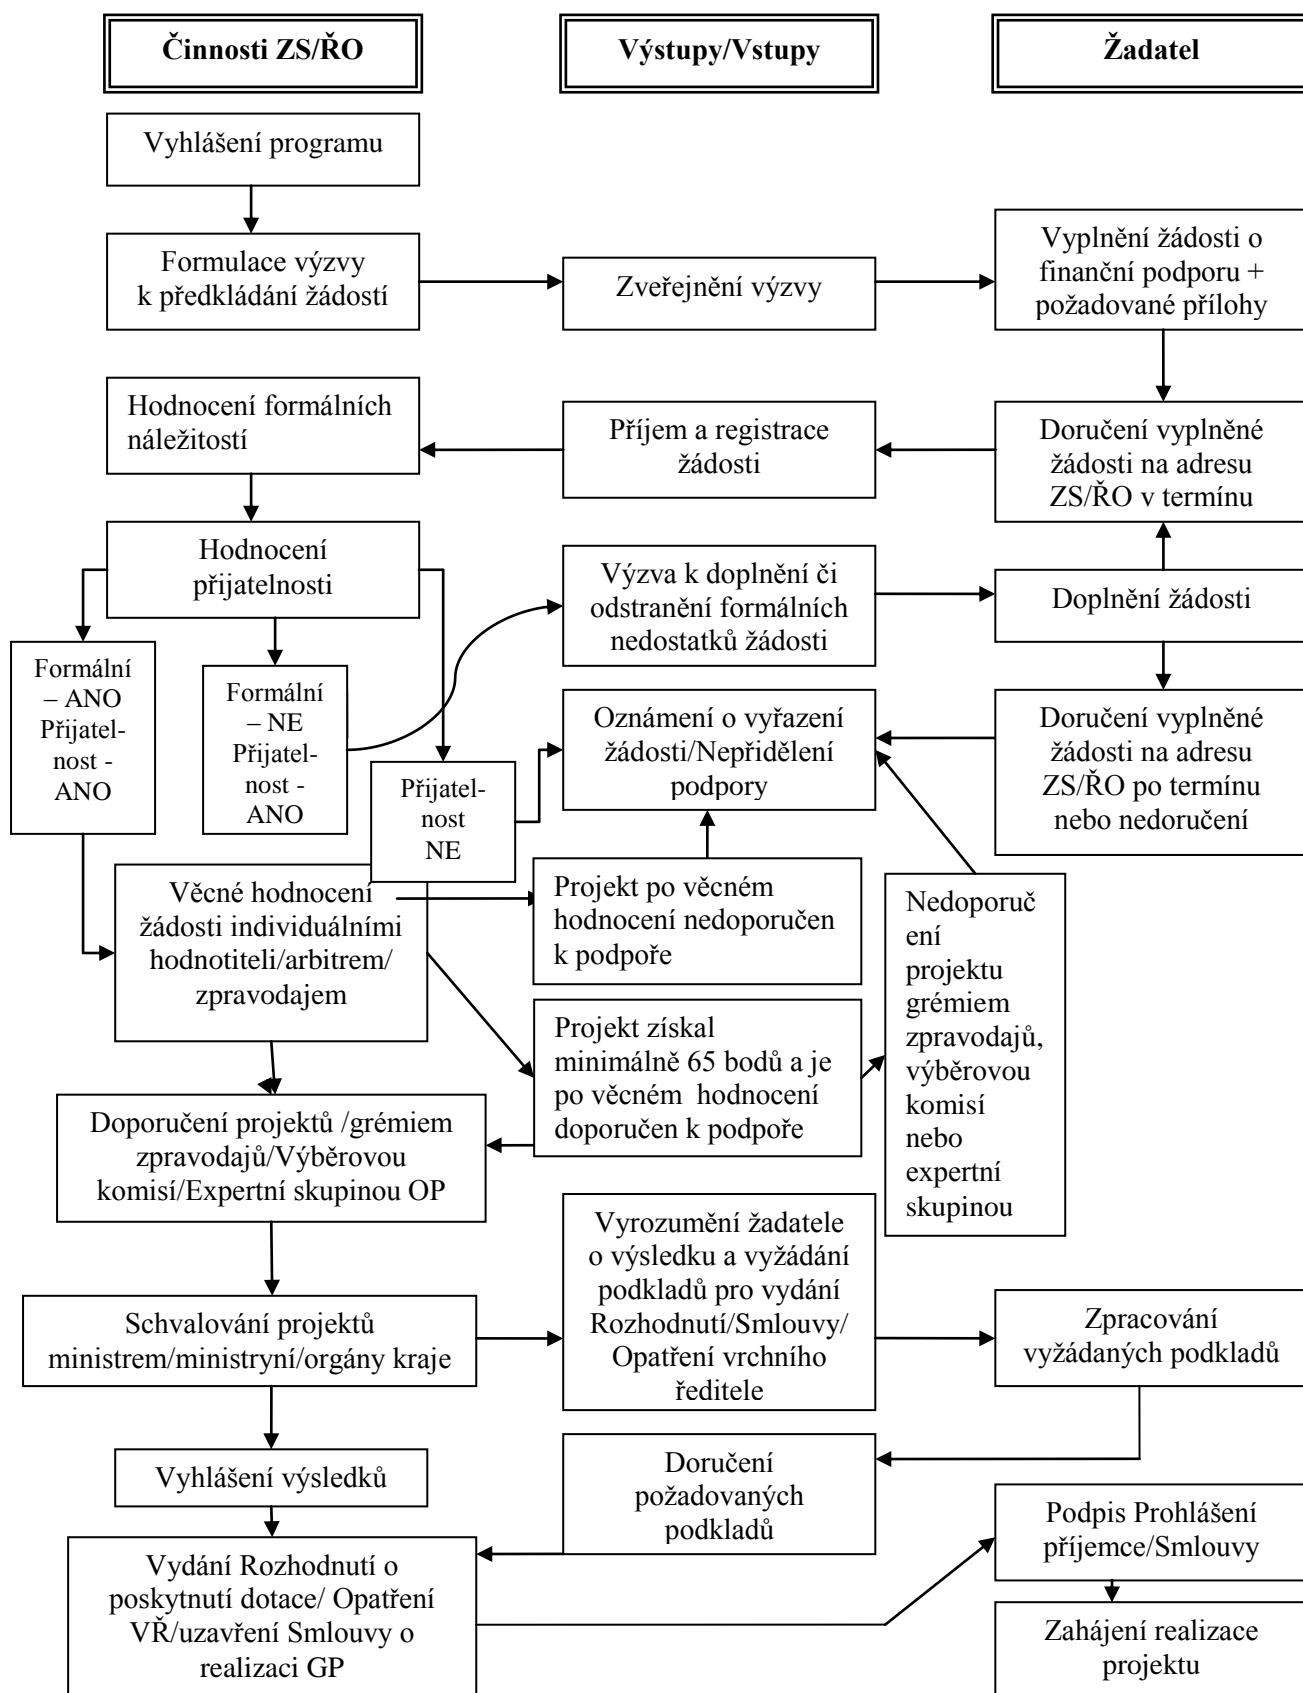 Činnosti ZS/ŘO
Výstupy/Vstupy
Žadatel
Vyhlášení programu
Formulace výzvy
k předkládání žádostí
Zveřejnění výzvy
Vyplnění žádosti o
finanční podporu +
požadované přílohy
Hodnocení formálních
náležitostí
Příjem a registrace
žádosti
Doručení vyplněné
žádosti na adresu
ZS/ŘO v termínu
Hodnocení
přijatelnosti
Výzva k doplnění či
odstranění formálních
nedostatků žádosti
Doplnění žádosti
Formální
– ANO
Přijatel-
nost -
ANO
Formální
– NE
Přijatel-
nost -
ANO
Přijatel-
nost
NE
Oznámení o vyřazení
žádosti/Nepřidělení
podpory
Doručení vyplněné
žádosti na adresu
ZS/ŘO po termínu
nebo nedoručení
Věcné hodnocení
žádosti individuálními
hodnotiteli/arbitrem/
zpravodajem
Projekt po věcném
hodnocení nedoporučen
k podpoře
Nedoporuč
ení
projektu
grémiem
zpravodajů,
výběrovou
komisí
nebo
expertní
skupinou
Projekt získal
minimálně 65 bodů a je
po věcném  hodnocení
doporučen k podpoře
Doporučení projektů /grémiem
zpravodajů/Výběrovou
komisí/Expertní skupinou OP
Vyrozumění žadatele
o výsledku a vyžádání
podkladů pro vydání
Rozhodnutí/Smlouvy/
Opatření vrchního
ředitele
Schvalování projektů
ministrem/ministryní/orgány kraje
Zpracování
vyžádaných podkladů
Vyhlášení výsledků
Doručení
požadovaných
podkladů
Podpis Prohlášení
příjemce/Smlouvy
Vydání Rozhodnutí o
poskytnutí dotace/ Opatření
VŘ/uzavření Smlouvy o
realizaci GP
Zahájení realizace
projektu